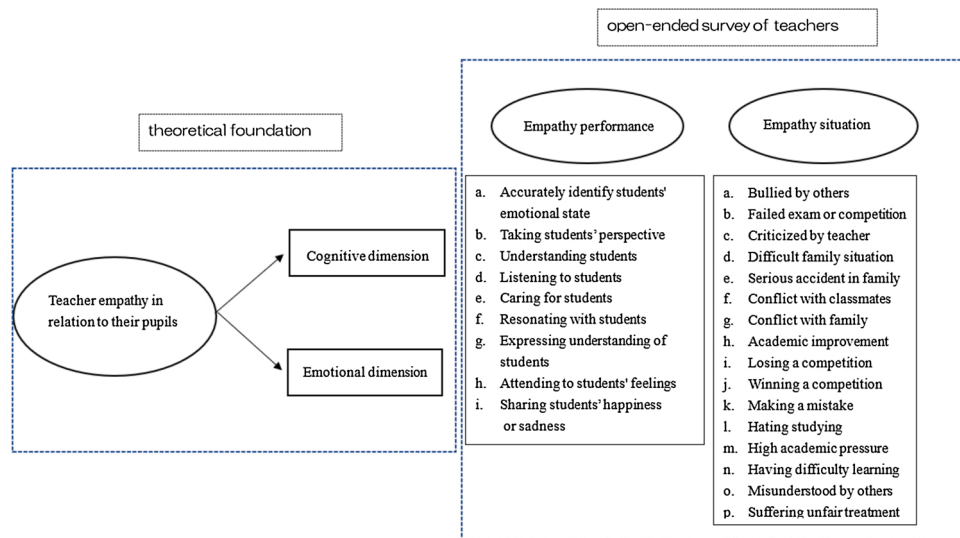 open-ended survey of teachers
theoretical foundation
Teacher empathy in
relation to their pupils
Cognitive dimension
Emotional dimension
Empathy performance
a. Accurately identify students'
emotional state
b. Taking students' perspective
c. Understanding students
d. Listening to students
e. Caring for students
f. Resonating with students
g. Expressing understanding of
students
h. Attending to students' feelings
i. Sharing students' happiness
or sadness
Empathy situation
a. Bullied by others
b. Failed exam or competition
c. Criticized by teacher
d. Difficult family situation
e. Serious accident in family
f. Conflict with classmates
g. Conflict with family
h. Academic improvement
i. Losing a competition
j. Winning a competition
k. Making a mistake
l. Hating studying
m. High academic pressure
n. Having difficulty learning
o. Misunderstood by others
p. Suffering unfair treatment